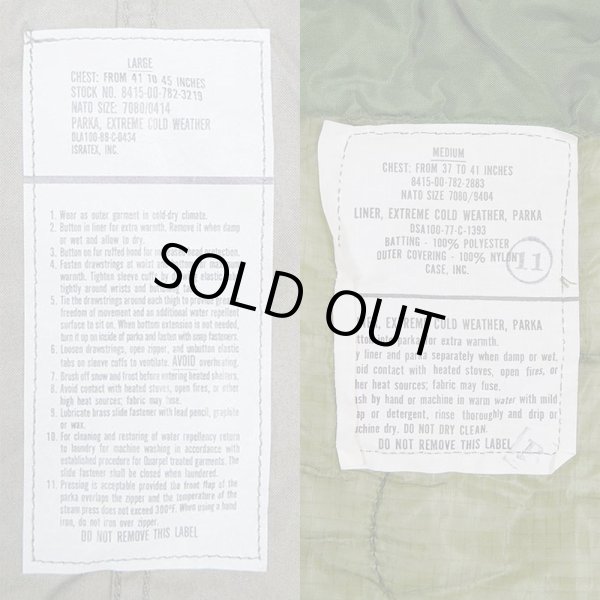 LARGE
CHEST: FROM 41 TO 45 INCHES
STOCK NO. 8415-00-782-3219
NATO SIZE: 7080/0414
PARKA, EXTREME COLD WEATHER
DLA100-89-C-0434
ISRATEX, INC.
1. Wear as outer garment in cold-dry climate.
2. Button in liner for extra warmth. Remove it when damp
or wet and allow to dry.
3. Button on fur ruffed hood for increased head protection.
4. Fasten drawstrings at waist
warmth. Tighten sleeve cuffs elastic
tightly around wrists and
5. Tie the drawstrings around each thigh to provide
freedom of movement and an additional water repellent
surface to sit on. When bottom extension is not needed,
turn it up on inside of parka and fasten with snap fasteners.
6. Loosen drawstrings, open zipper, and unbutton elastic
tabs on sleeve cuffs to ventilate. AVOID overheating.
7. Brush off snow and frost before entering heated shelters.
8. Avoid contact with heated stoves, open fires, or other
high heat sources; fabric may fuse.
9. Lubricate brass slide fastener with lead pencil, graphite
or wax.
10. For cleaning and restoring of water repellency return
to laundry for machine washing in accordance with
established procedure for Quarpel treated garments. The
slide fastener shall be closed when laundered.
11. Pressing is acceptable provided the front flap of the
parka overlaps the zipper and the temperature of the
steam press does not exceed 300°F. When using a hand
iron, do not iron over zipper.
DO NOT REMOVE THIS LABEL
MEDIUM
CHEST: FROM 37 TO 41 INCHES
8415-00-782-2883
NATO SIZE 7080/9404
LINER, EXTREME COLD WEATHER, PARKA
DSA100-77-C-1393
BATTING - 100% POLYESTER
OUTER COVERING - 100% NYLON
CASE, INC.
11
EXTREME COLD WEATHER, PARKA
into parka for extra warmth.
liner and parka separately when damp or wet.
contact with heated stoves, open fires, or
heat sources; fabric may fuse.
by hand or machine in warm water with mild
or detergent, rinse thoroughly and drip or
machine dry. DO NOT DRY CLEAN.
DO NOT REMOVE THIS LABEL
SOLD OUT